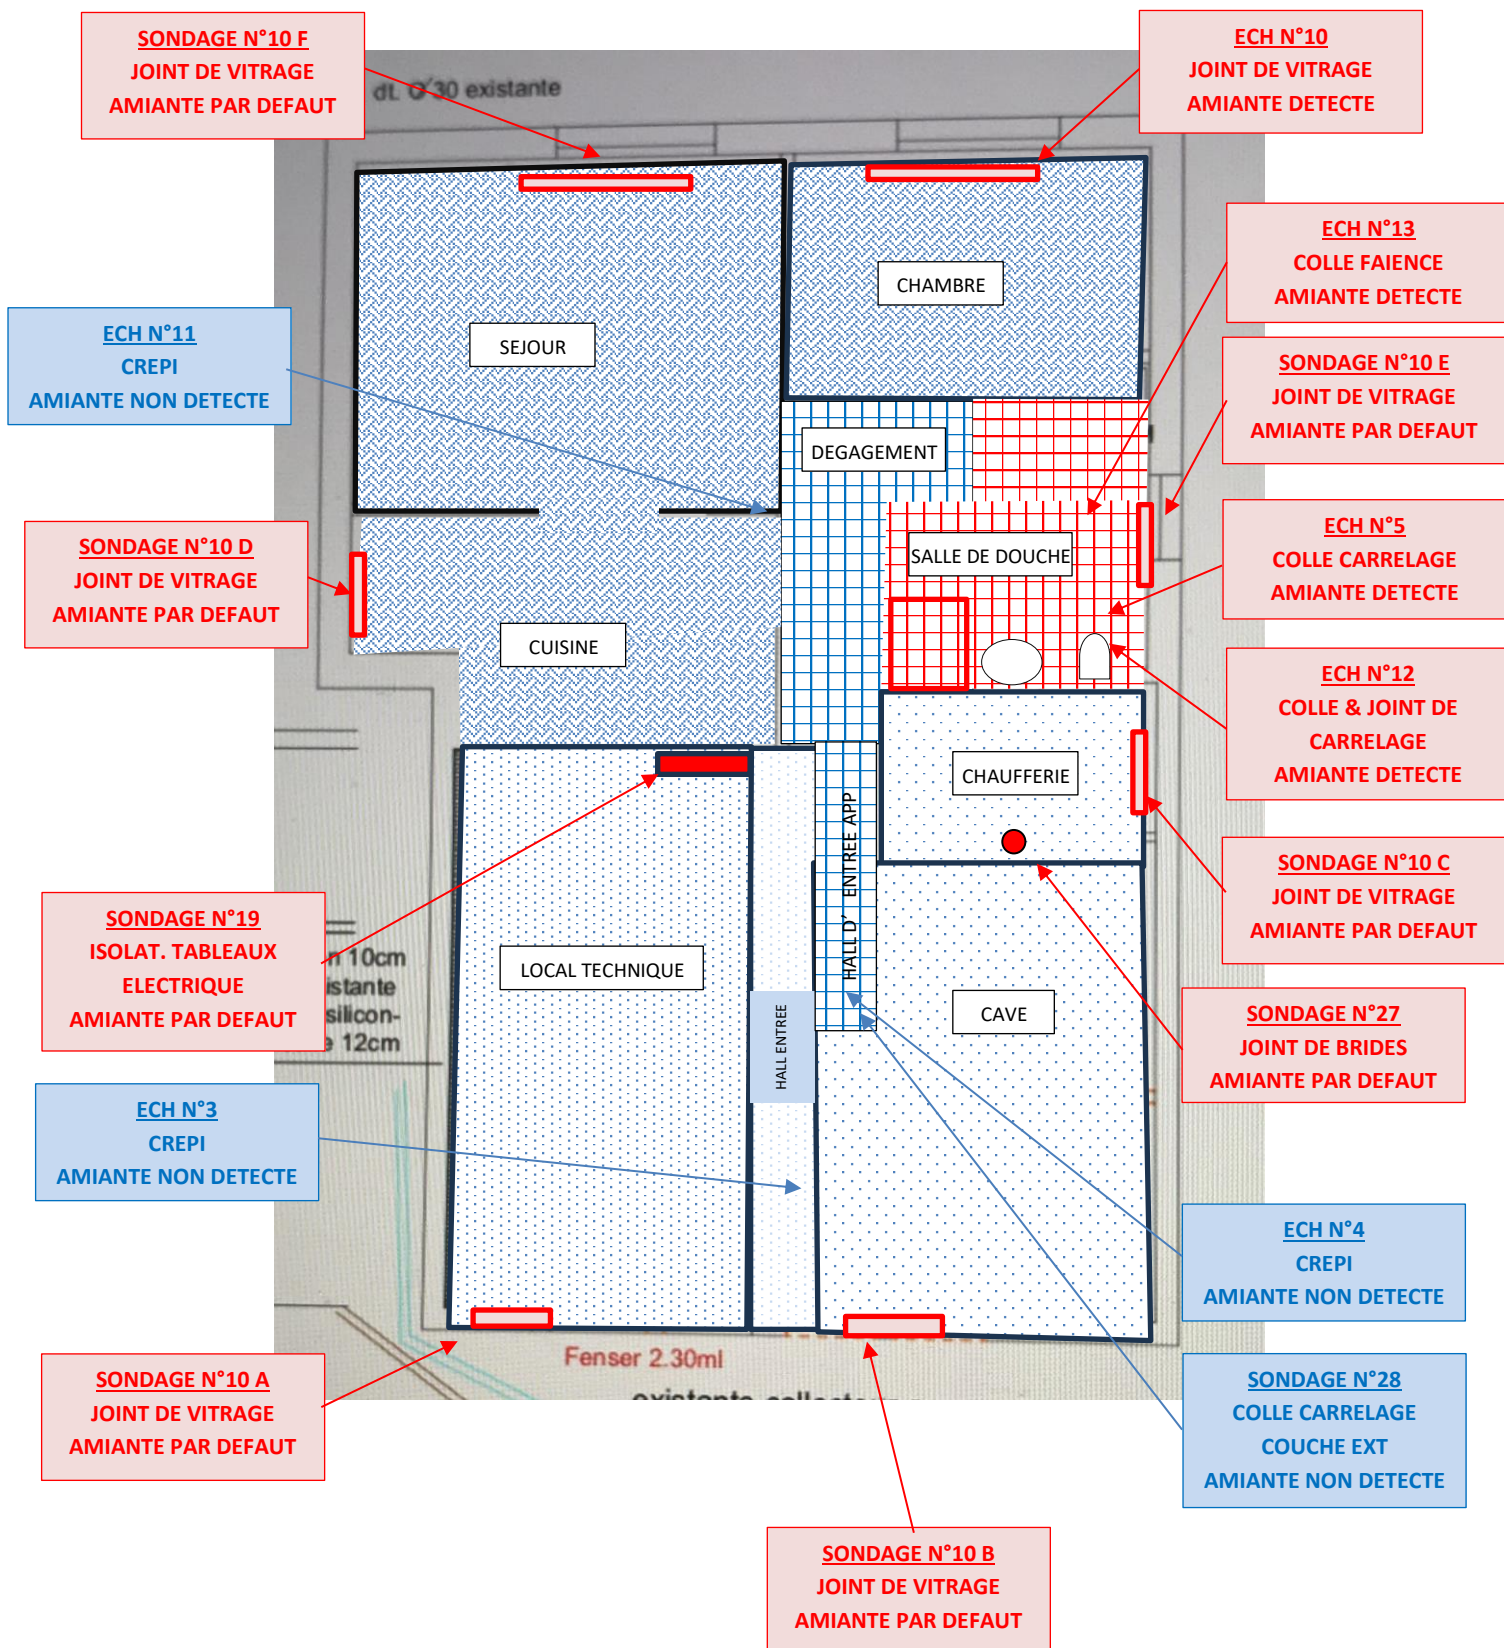 SONDAGE N°10 F
JOINT DE VITRAGE
AMIANTE PAR DEFAUT
ECH N°10
JOINT DE VITRAGE
AMIANTE DETECTE
30 existante
ECH N°13
COLLE FAIENCE
AMIANTE DETECTE
CHAMBRE
ECH N°11
CREPI
AMIANTE NON DETECTE
SEJOUR
SONDAGE N°10 E
JOINT DE VITRAGE
AMIANTE PAR DEFAUT
DEGAGEMENT
SONDAGE N°10 D
JOINT DE VITRAGE
AMIANTE PAR DEFAUT
SALLE DE DOUCHE
ECH N°5
COLLE CARRELAGE
AMIANTE DETECTE
CUISINE
ECH N°12
COLLE & JOINT DE
CARRELAGE
AMIANTE DETECTE
CHAUFFERIE
HALL D' ENTREE APP
SONDAGE N°10 C
JOINT DE VITRAGE
AMIANTE PAR DEFAUT
SONDAGE N°19
ISOLAT. TABLEAUX
ELECTRIQUE
AMIANTE PAR DEFAUT
10cm
istante
silicon-
12cm
LOCAL TECHNIQUE
CAVE
HALL ENTREE
SONDAGE N°27
JOINT DE BRIDES
AMIANTE PAR DEFAUT
ECH N°3
CREPI
AMIANTE NON DETECTE
ECH N°4
CREPI
AMIANTE NON DETECTE
Fenser 2.30ml
SONDAGE N°10 A
JOINT DE VITRAGE
AMIANTE PAR DEFAUT
SONDAGE N°28
COLLE CARRELAGE
COUCHE EXT
AMIANTE NON DETECTE
SONDAGE N°10 B
JOINT DE VITRAGE
AMIANTE PAR DEFAUT